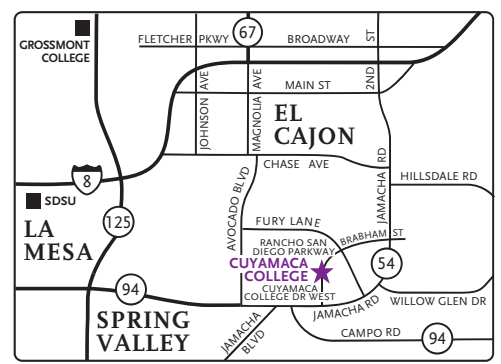 GROSSMONT
COLLEGE
FLETCHER PKWY
67
BROADWAY
2ND ST
JOHNSON AVE
MAGNOLIA AVE
MAIN ST
EL
CAJON
CHASE AVE
JAMACHA RD
HILLSDALE RD
8
SDSU
125
LA
MESA
AVOCADO BLVD
FURY LANE
RANCHO SAN
DIEGO PARKWAY
BRABHAM ST
CUYAMACA
COLLEGE
CUYAMACA
COLLEGE DR WEST
54
94
JAMACHA RD
WILLOW GLEN DR
SPRING
VALLEY
JAMACHA
BLVD
CAMPO RD
94